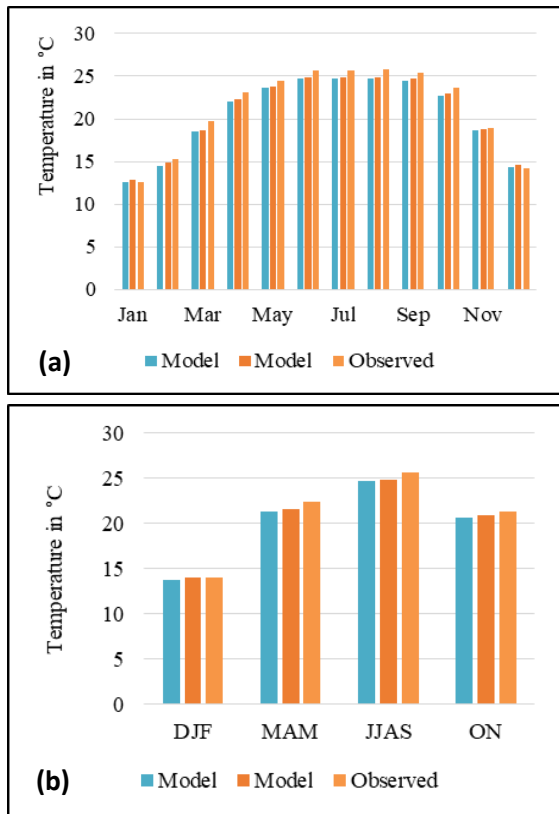 Temperature in °C
30
25
20
15
10
5
0
Jan Mar May Jul Sep Nov
Model Model Observed
(a)
Temperature in °C
30
25
20
15
10
5
0
DJF MAM JJAS ON
Model Model Observed
(b)